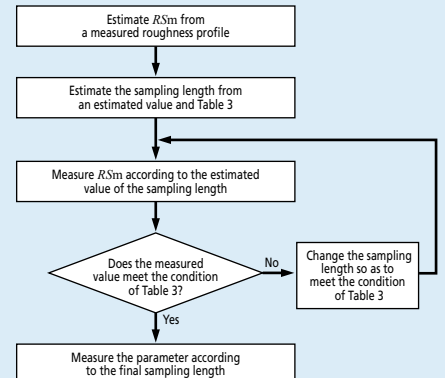 Estimate RSm from
a measured roughness profile
Estimate the sampling length from
an estimated value and Table 3
Measure RSm according to the estimated
value of the sampling length
Does the measured
value meet the condition
of Table 3?
No
Change the sampling
length so as to
meet the condition
of Table 3
Yes
Measure the parameter according
to the final sampling length